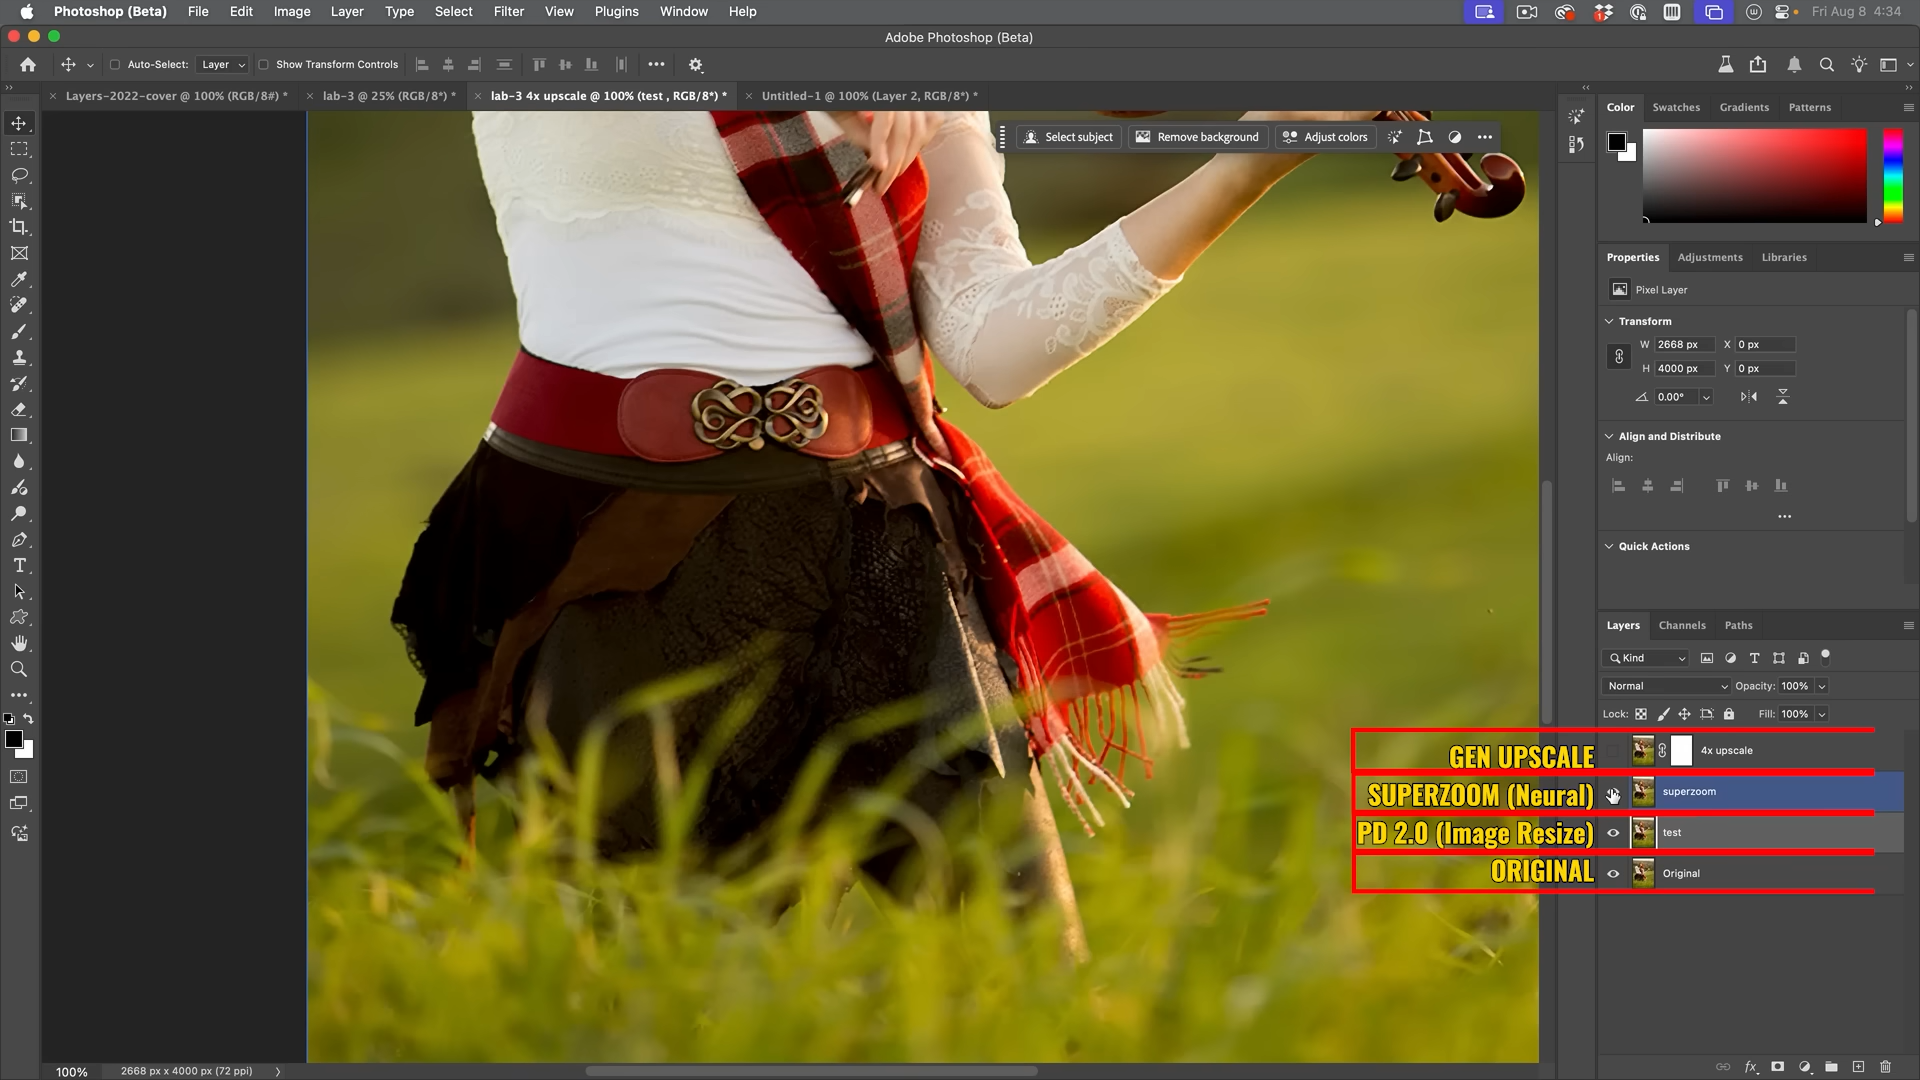 Photoshop (Beta) File Edit Image Layer Type Select Filter View Plugins Window Help Fri Aug 8 4:34
Adobe Photoshop (Beta)
Auto-Select: Layer Show Transform Controls
Layers-2022-cover @ 100% (RGB/8#) * lab-3 @ 25% (RGB/8*) * lab-3 4x upscale @ 100% (test , RGB/8*) * Untitled-1 @ 100% (Layer 2, RGB/8*) *
Select subject Remove background Adjust colors
Color Swatches Gradients Patterns
Properties Adjustments Libraries
Pixel Layer
Transform
W 2668 px X 0 px
H 4000 px Y 0 px
0.00°
Align and Distribute
Align:
Quick Actions
Layers Channels Paths
Kind
Normal Opacity: 100%
Lock: Fill: 100%
GEN UPSCALE 4x upscale
SUPERZOOM (Neural) superzoom
PD 2.0 (Image Resize) test
ORIGINAL Original
100% 2668 px x 4000 px (72 ppi)